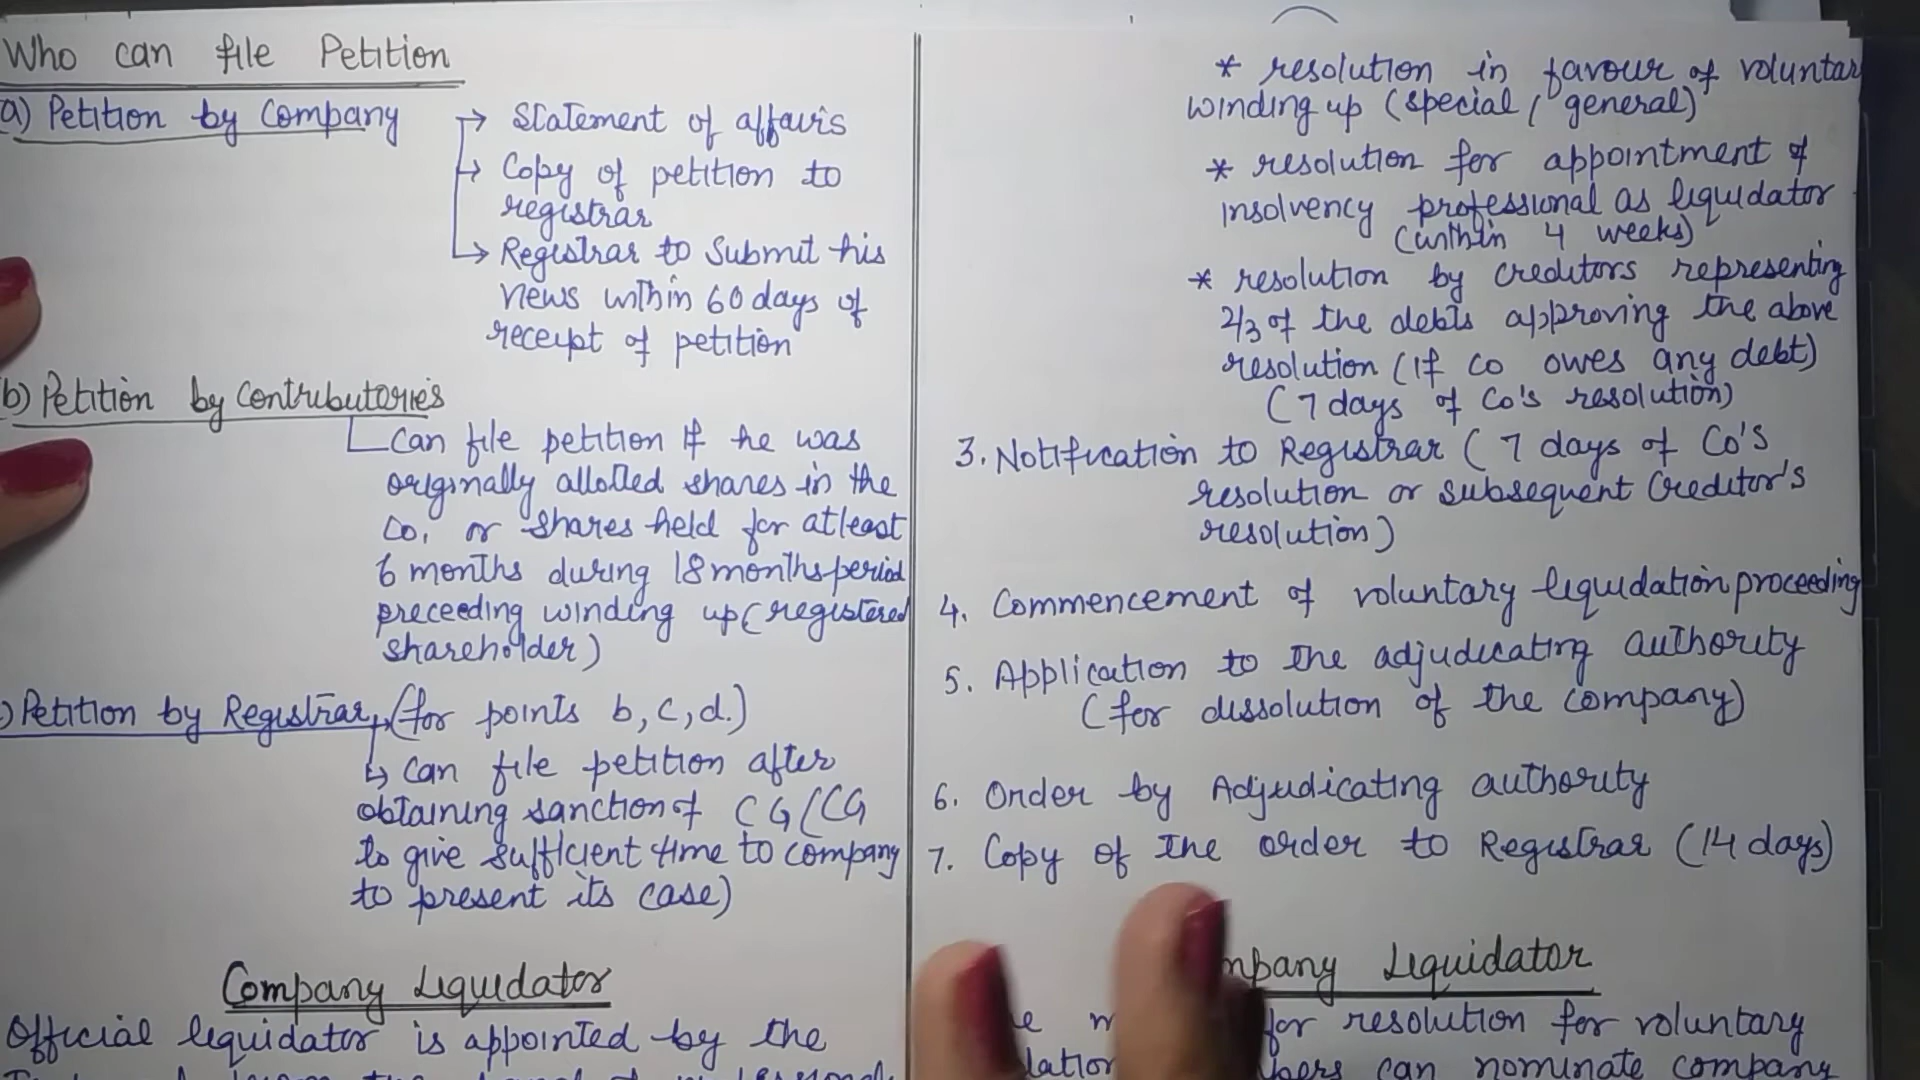 Who can file Petition
a) Petition by Company
→ Statement of affairs
→ Copy of petition to
registrar
→ Registrar to Submit his
news within 60 days of
receipt of petition
b) Petition by Contributories
Can file petition if he was
originally allotted shares in the
Co. or shares held for atleast
6 months during 18 months period
preceeding winding up (registered
shareholder)
) Petition by Registrar → (for points b, c, d.)
↳ Can file petition after
obtaining sanction of CG (CG
to give sufficient time to company
to present its case)
Company Liquidator
Official liquidator is appointed by the
* resolution in favour of voluntar
winding up (special / general)
* resolution for appointment of
insolvency professional as liquidator
(within 4 weeks)
* resolution by creditors representing
2/3 of the debts approving the above
resolution (if co owes any debt)
(7 days of Co's resolution)
3. Notification to Registrar (7 days of Co's
resolution or subsequent Creditor's
resolution)
4. Commencement of voluntary liquidation proceeding
5. Application to the adjudicating authority
(for dissolution of the company)
6. Order by Adjudicating authority
7. Copy of the order to Registrar (14 days)
mpany Liquidator
for resolution for voluntary
can nominate company